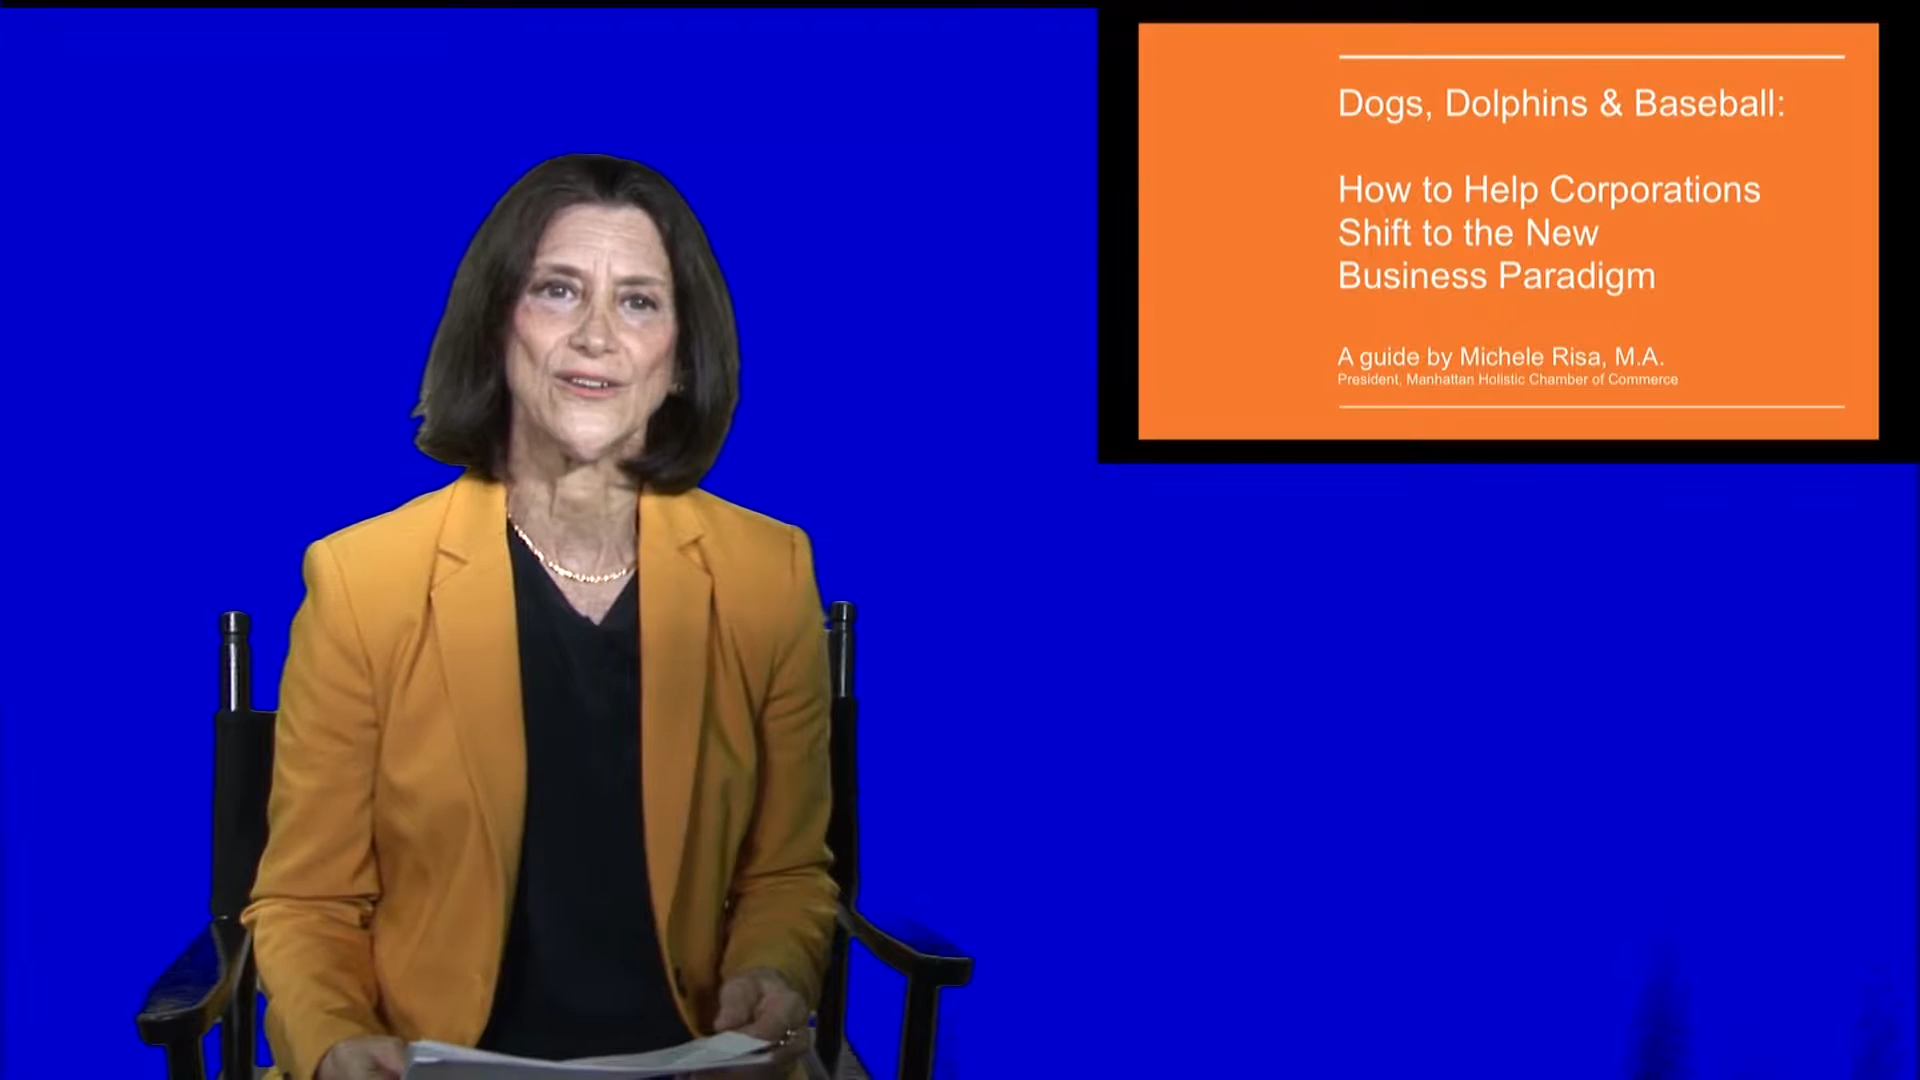 Dogs, Dolphins & Baseball:
How to Help Corporations
Shift to the New
Business Paradigm
A guide by Michele Risa, M.A.
President, Manhattan Holistic Chamber of Commerce